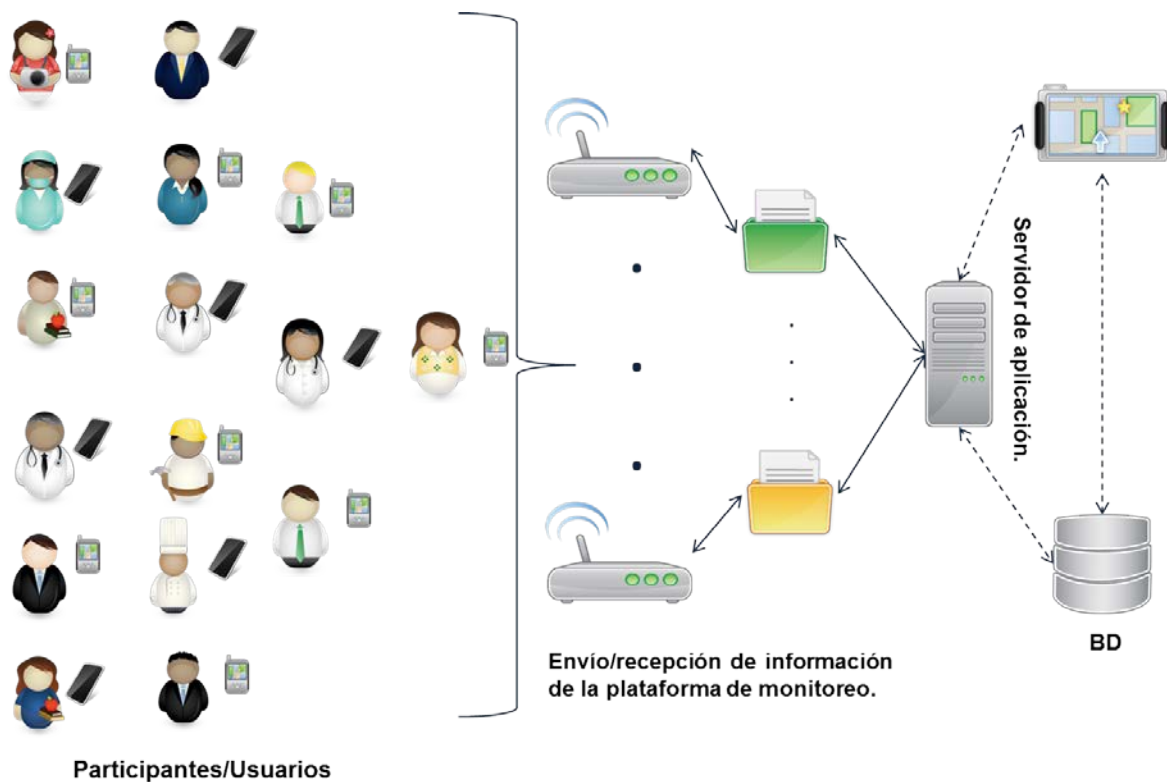 Servidor de aplicación.
BD
Envío/recepción de información
de la plataforma de monitoreo.
Participantes/Usuarios